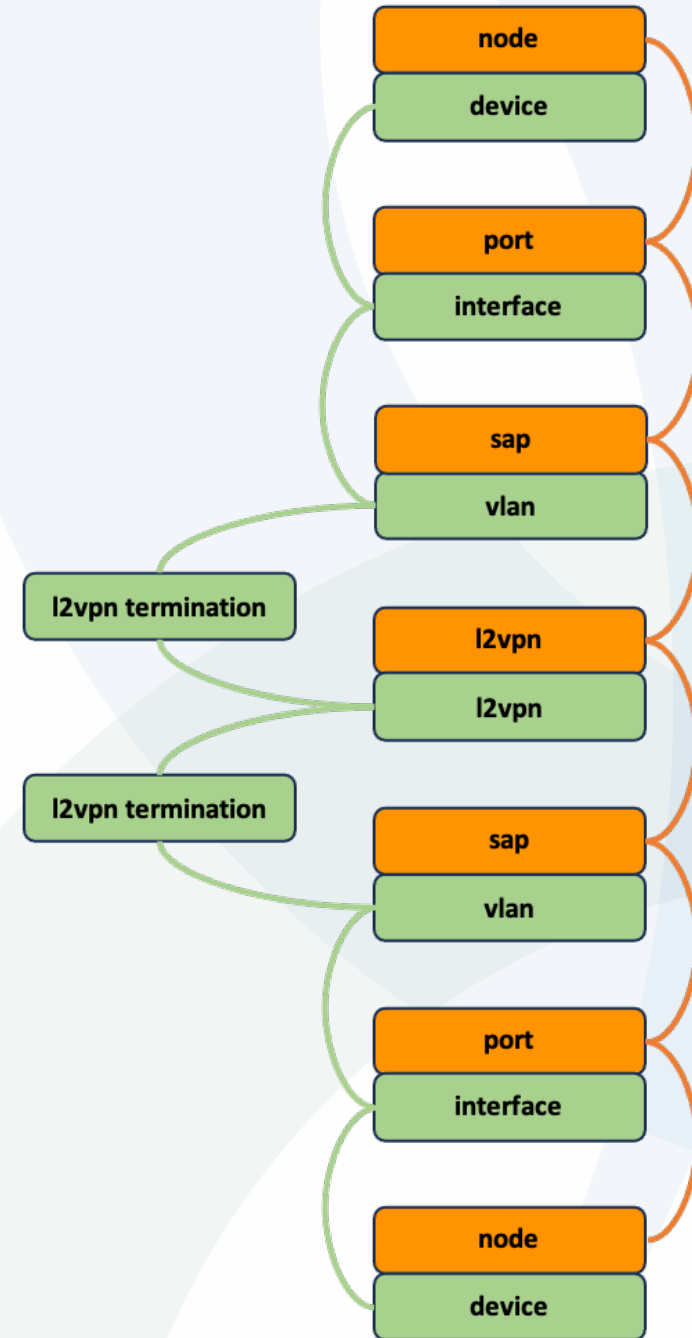 node
device
port
interface
sap
vlan
l2vpn termination
l2vpn
l2vpn
l2vpn termination
sap
vlan
port
interface
node
device